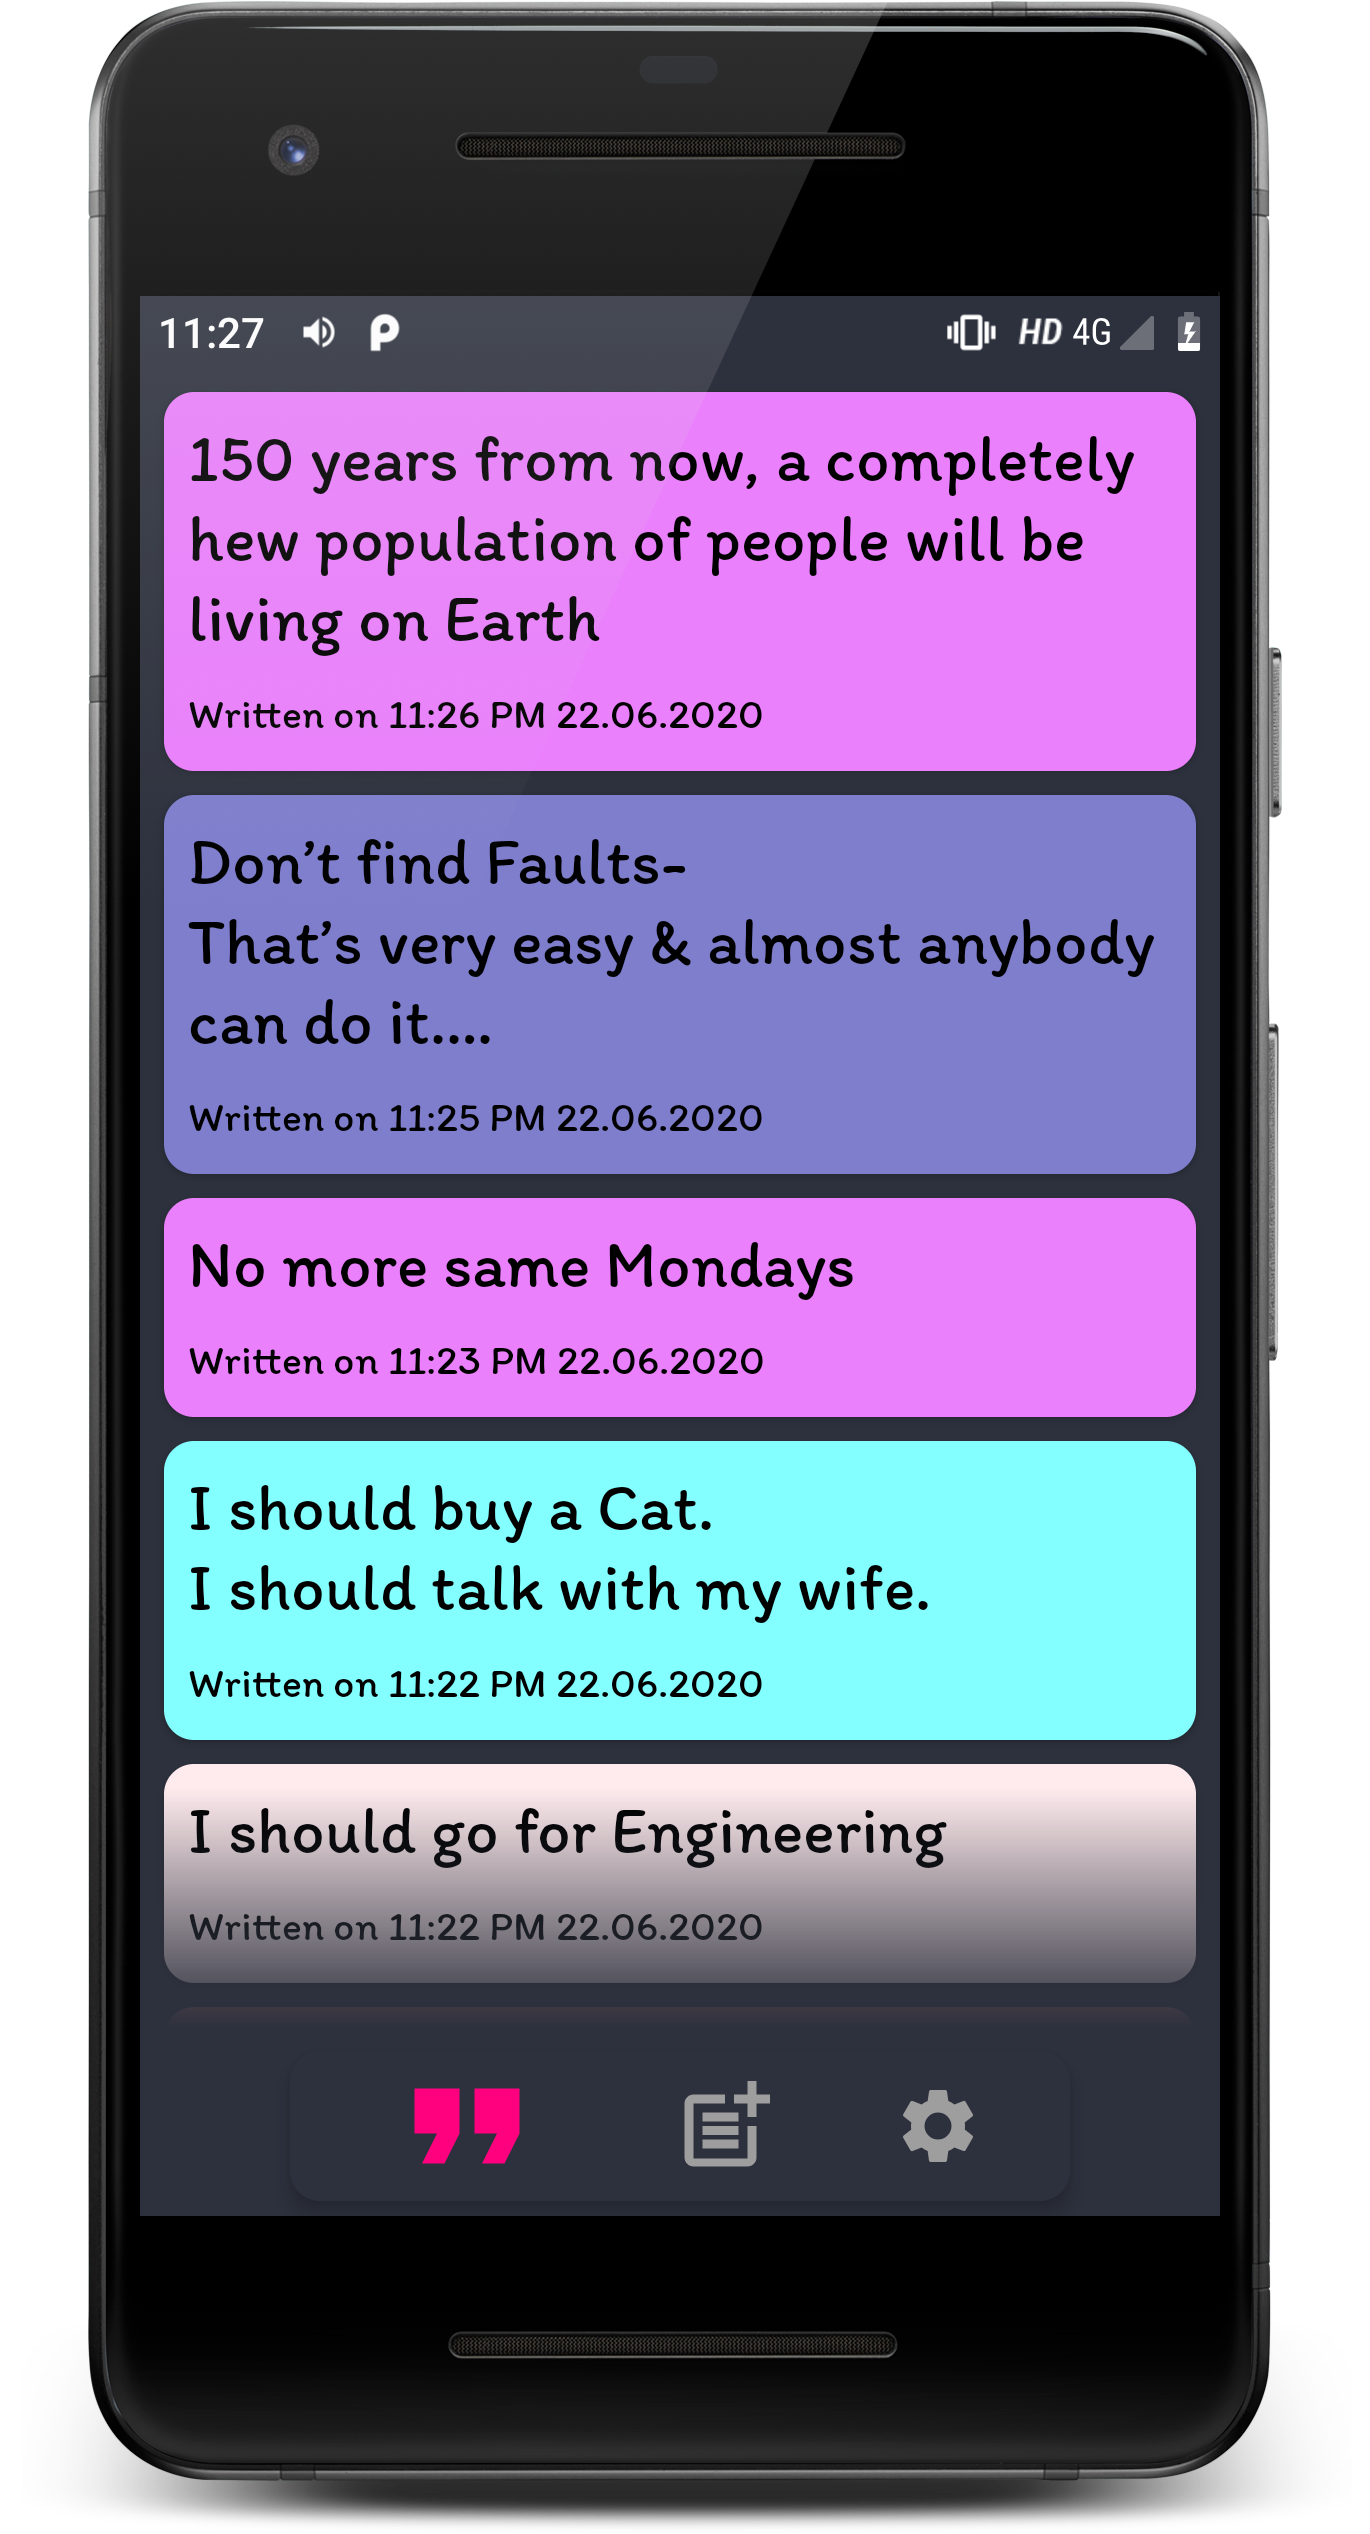 11:27
HD 4G
150 years from now, a completely
hew population of people will be
living on Earth
Written on 11:26 PM 22.06.2020
Don't find Faults-
That's very easy & almost anybody
can do it....
Written on 11:25 PM 22.06.2020
No more same Mondays
Written on 11:23 PM 22.06.2020
I should buy a Cat.
I should talk with my wife.
Written on 11:22 PM 22.06.2020
I should go for Engineering
Written on 11:22 PM 22.06.2020